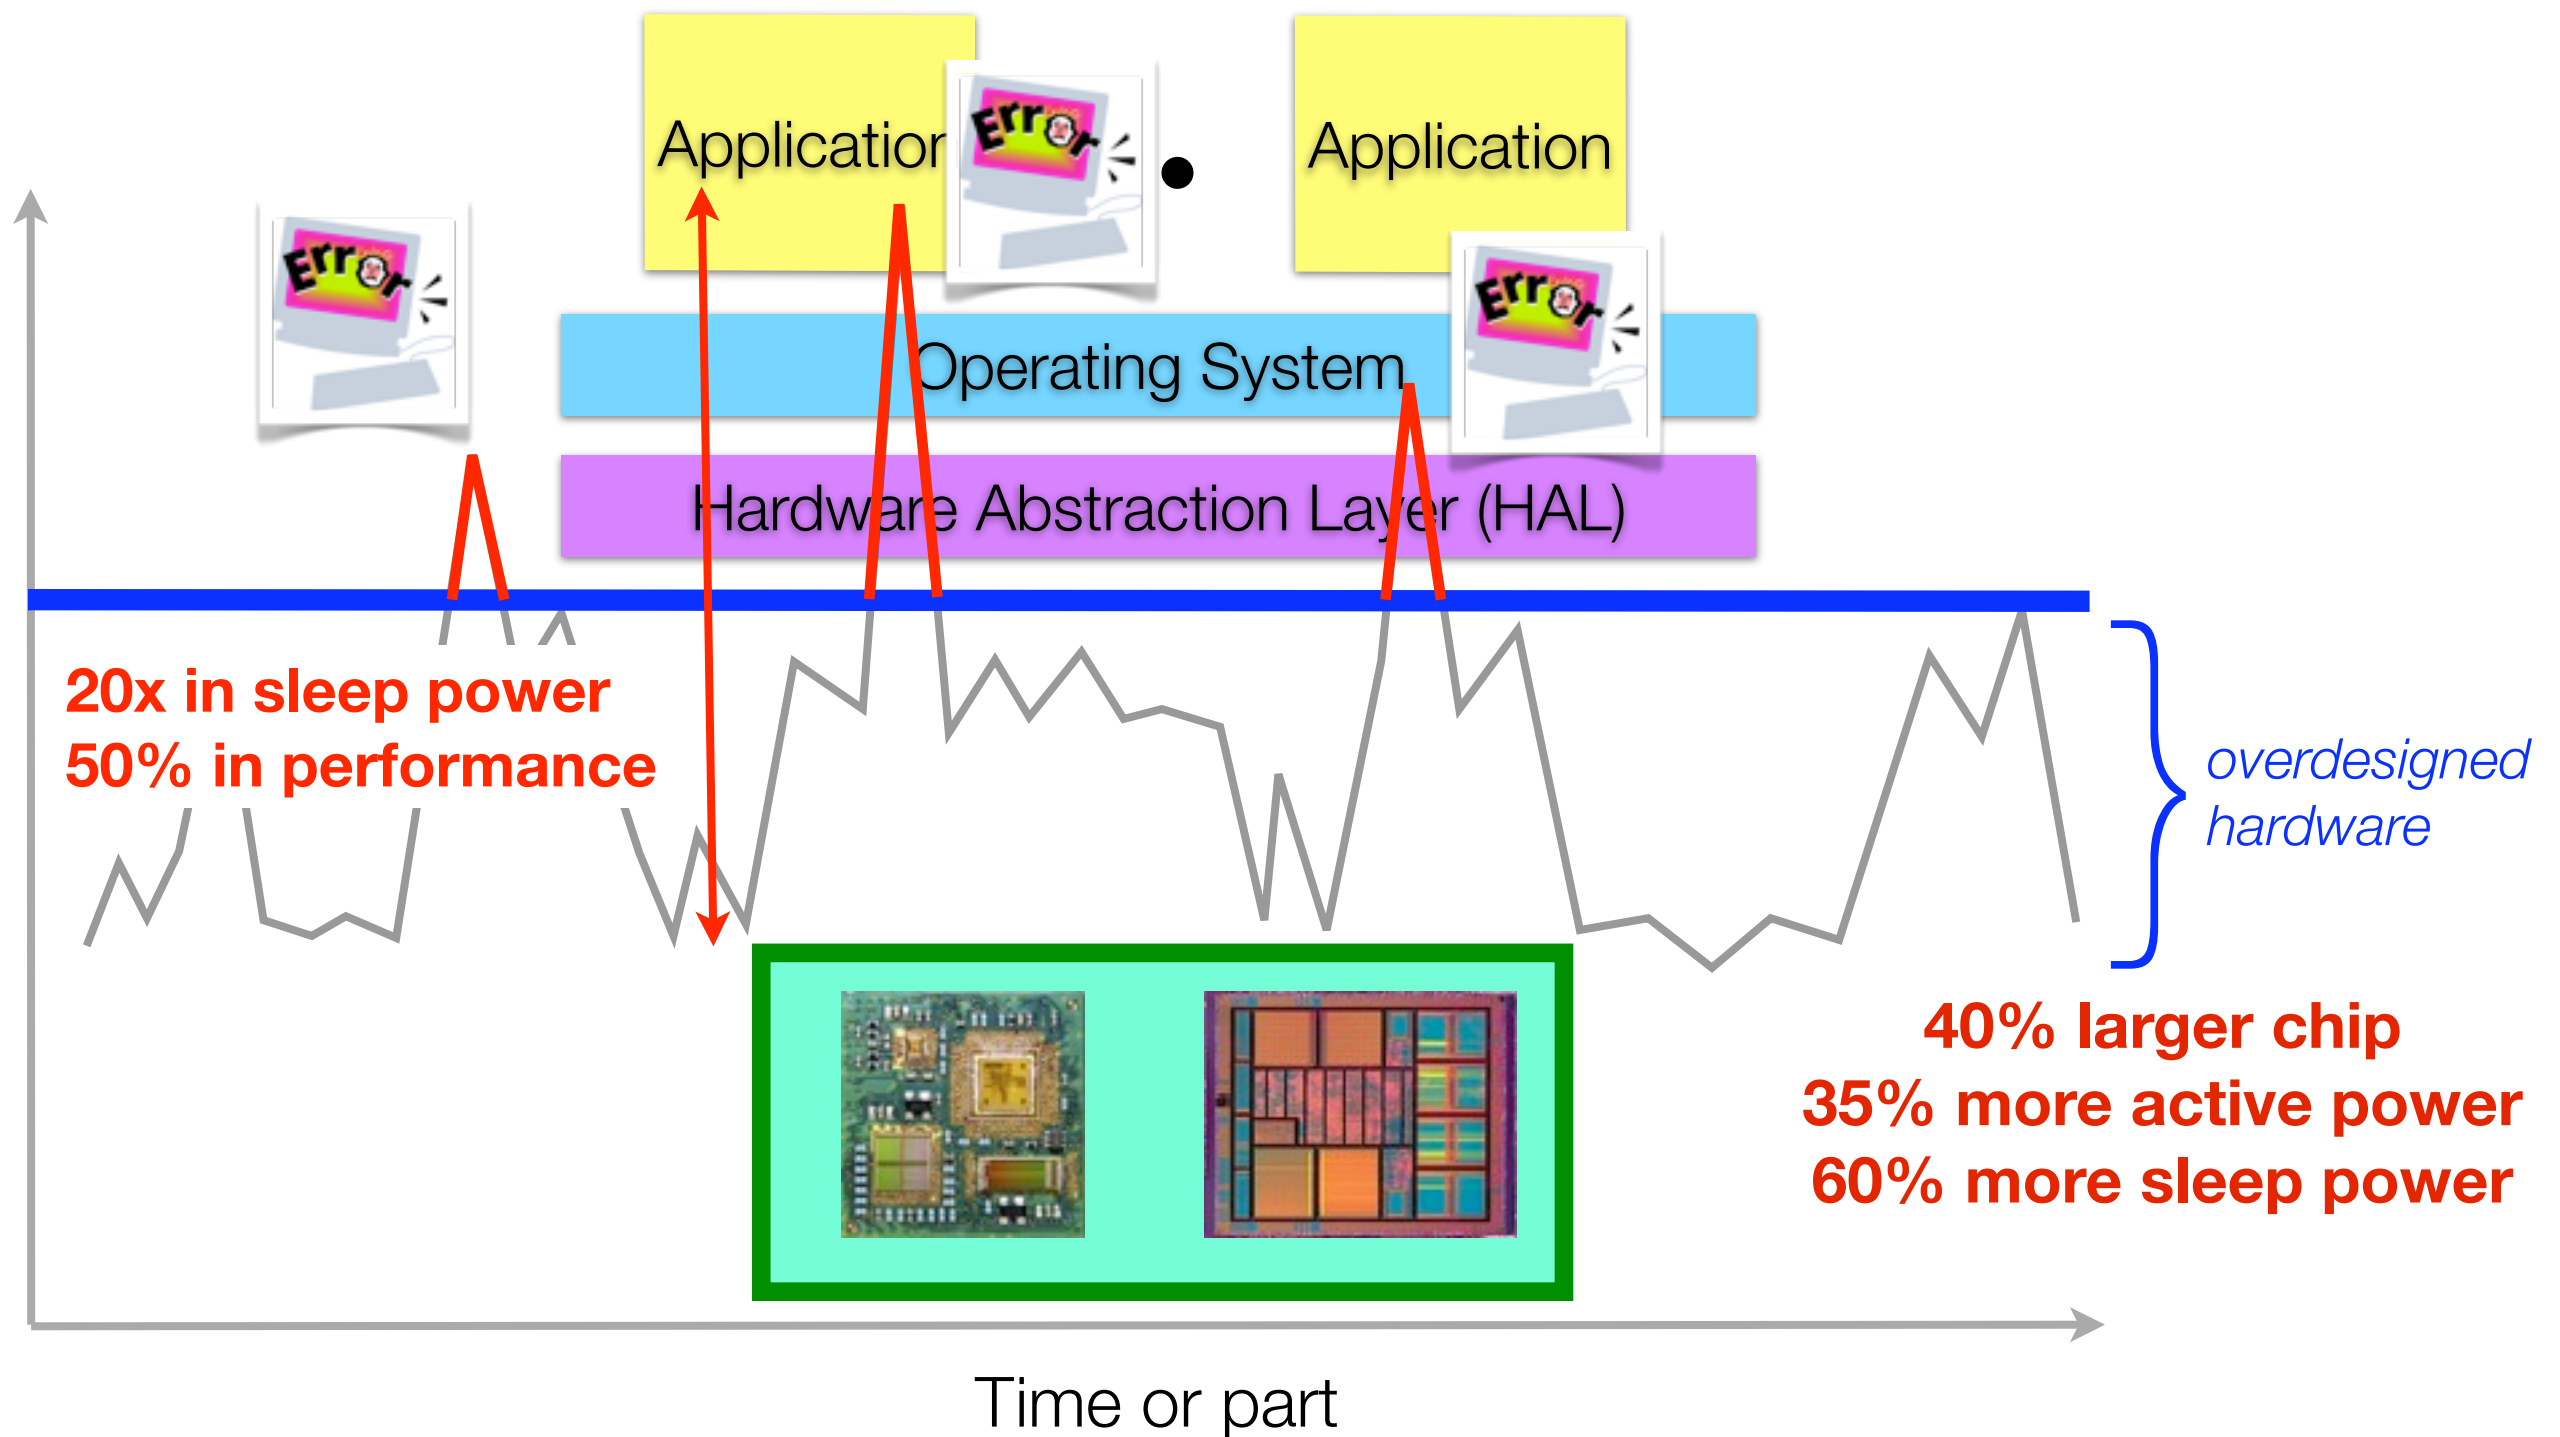 Application
Application
Error
Error
Error
Operating System
Hardware Abstraction Layer (HAL)
20x in sleep power
50% in performance
overdesigned
hardware
40% larger chip
35% more active power
60% more sleep power
Time or part